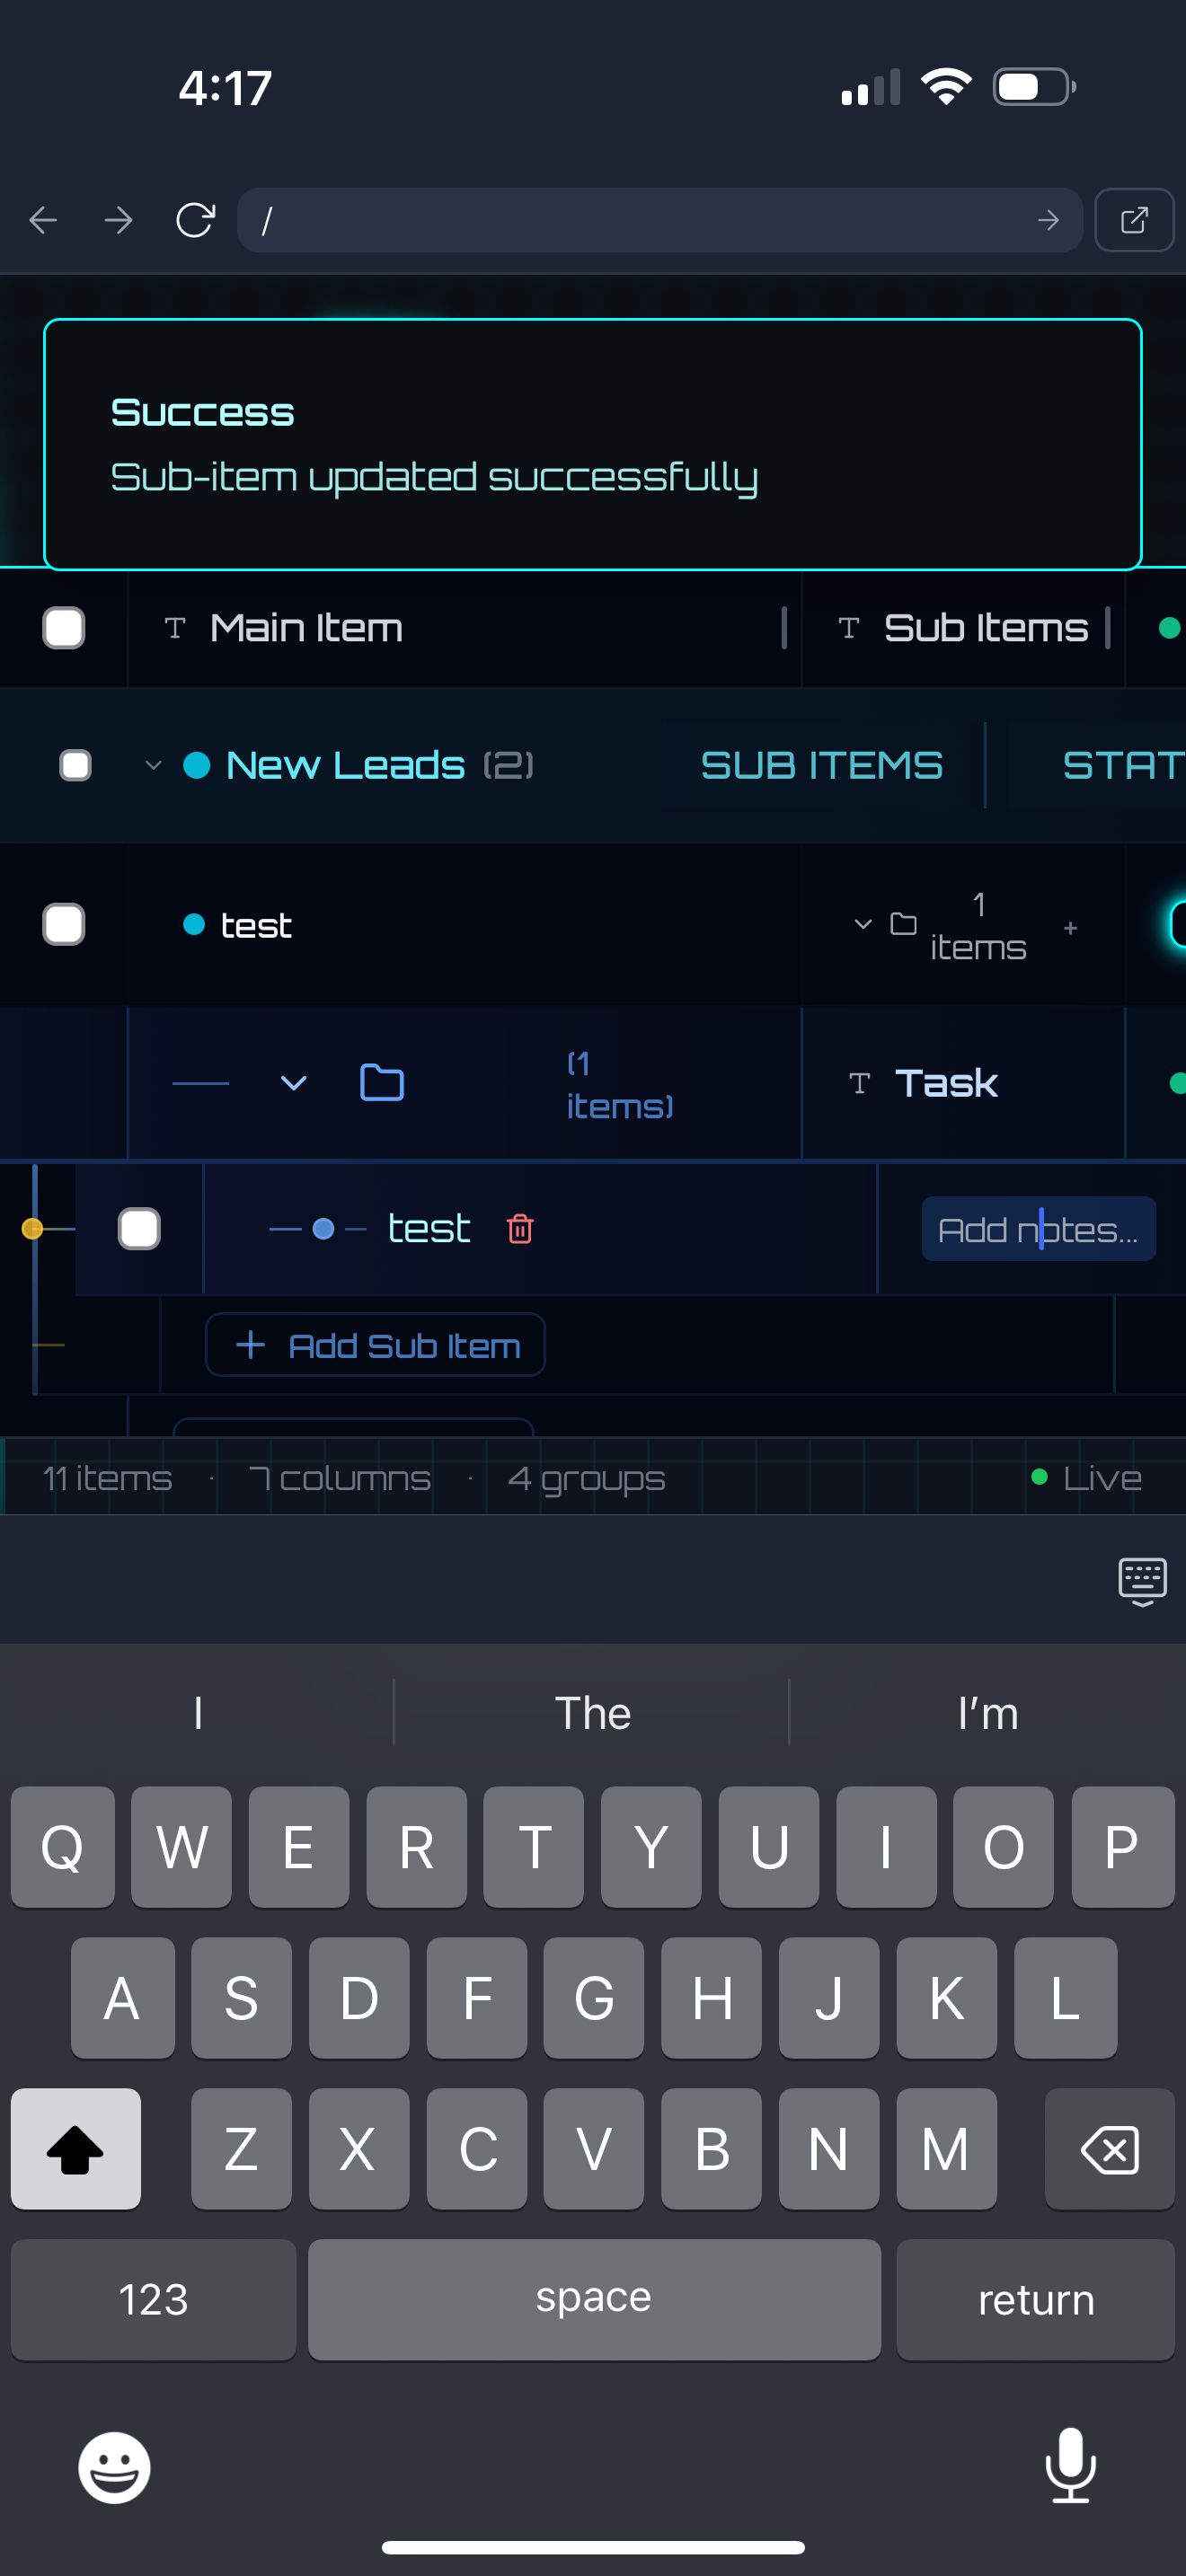 4:17
/
Success
Sub-item updated successfully
Main Item
Sub Items
New Leads (2)
SUB ITEMS
STAT
test
1
items
+
(1
items)
Task
test
Add notes...
Add Sub Item
11 items · 7 columns · 4 groups
Live
I
The
I'm
Q W E R T Y U I O P
A S D F G H J K L
Z X C V B N M
123
space
return